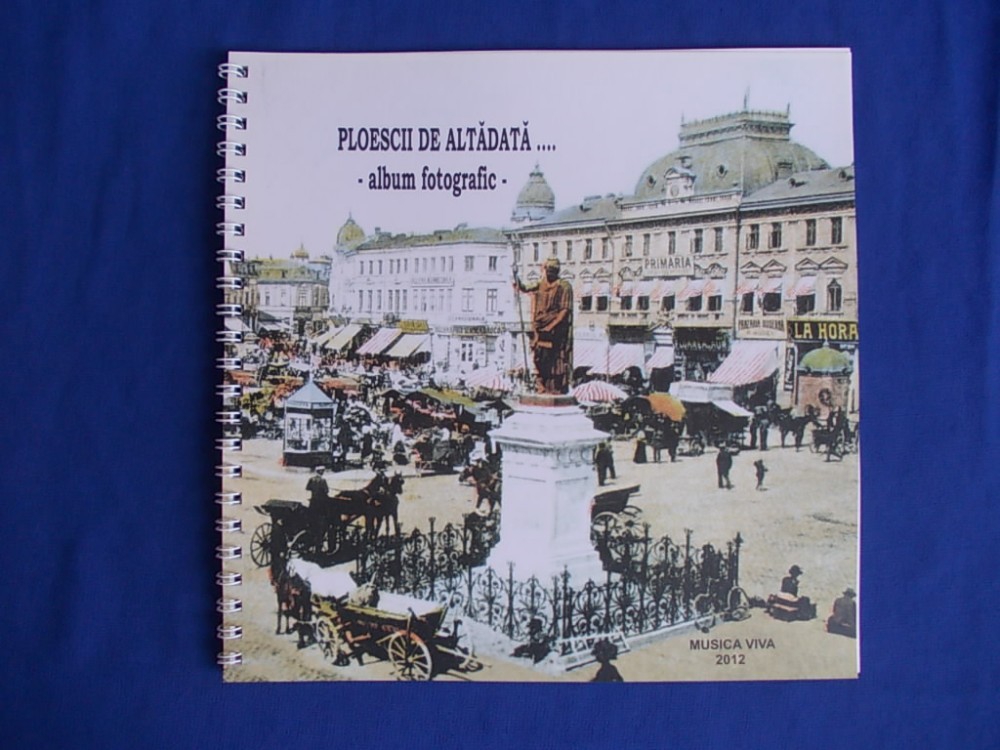 PLOESCII DE ALTĂDATĂ ....
- album fotografic -
PRIMARIA
LA HORA
MUSICA VIVA
2012